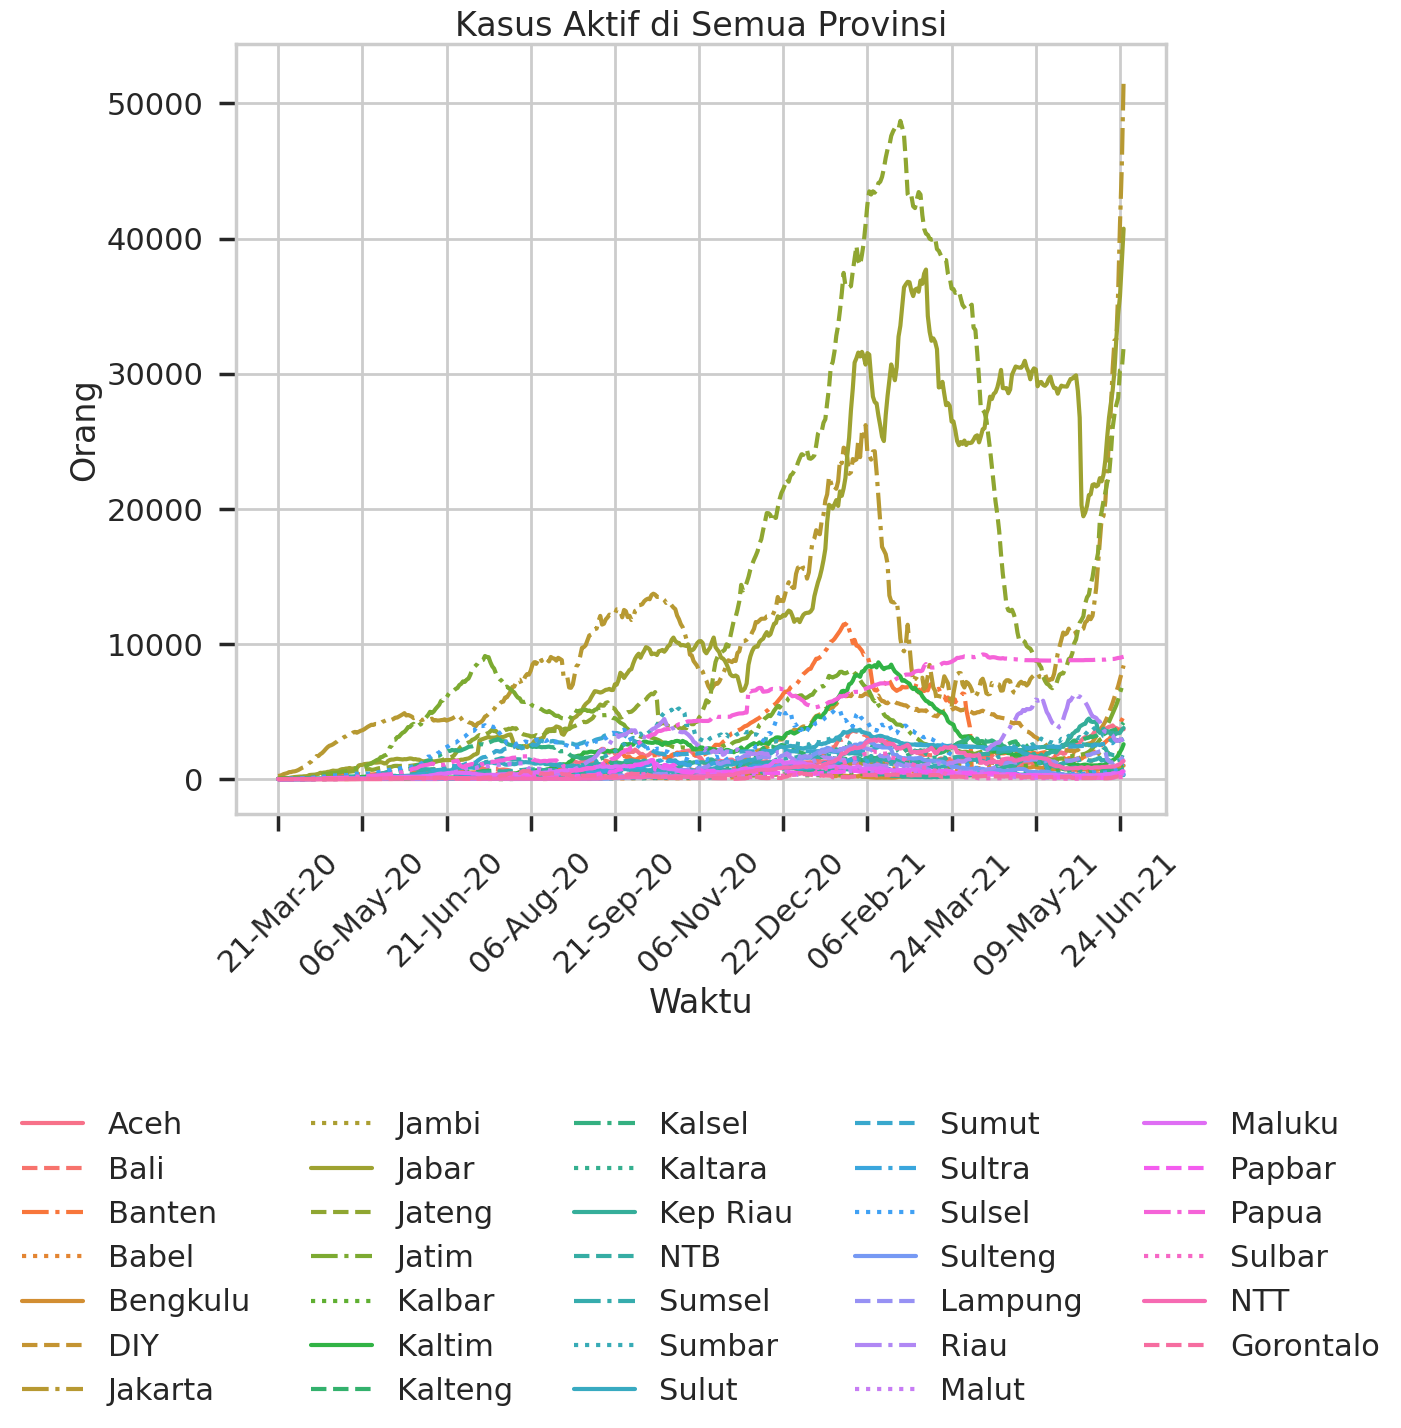 Kasus Aktif di Semua Provinsi
50000
40000
30000
20000
10000
0
Orang
21-Mar-20
06-May-20
21-Jun-20
06-Aug-20
21-Sep-20
06-Nov-20
22-Dec-20
06-Feb-21
24-Mar-21
09-May-21
24-Jun-21
Waktu
Aceh
Bali
Banten
Babel
Bengkulu
DIY
Jakarta
Jambi
Jabar
Jateng
Jatim
Kalbar
Kaltim
Kalteng
Kalsel
Kaltara
Kep Riau
NTB
Sumsel
Sumbar
Sulut
Sumut
Sultra
Sulsel
Sulteng
Lampung
Riau
Malut
Maluku
Papbar
Papua
Sulbar
NTT
Gorontalo